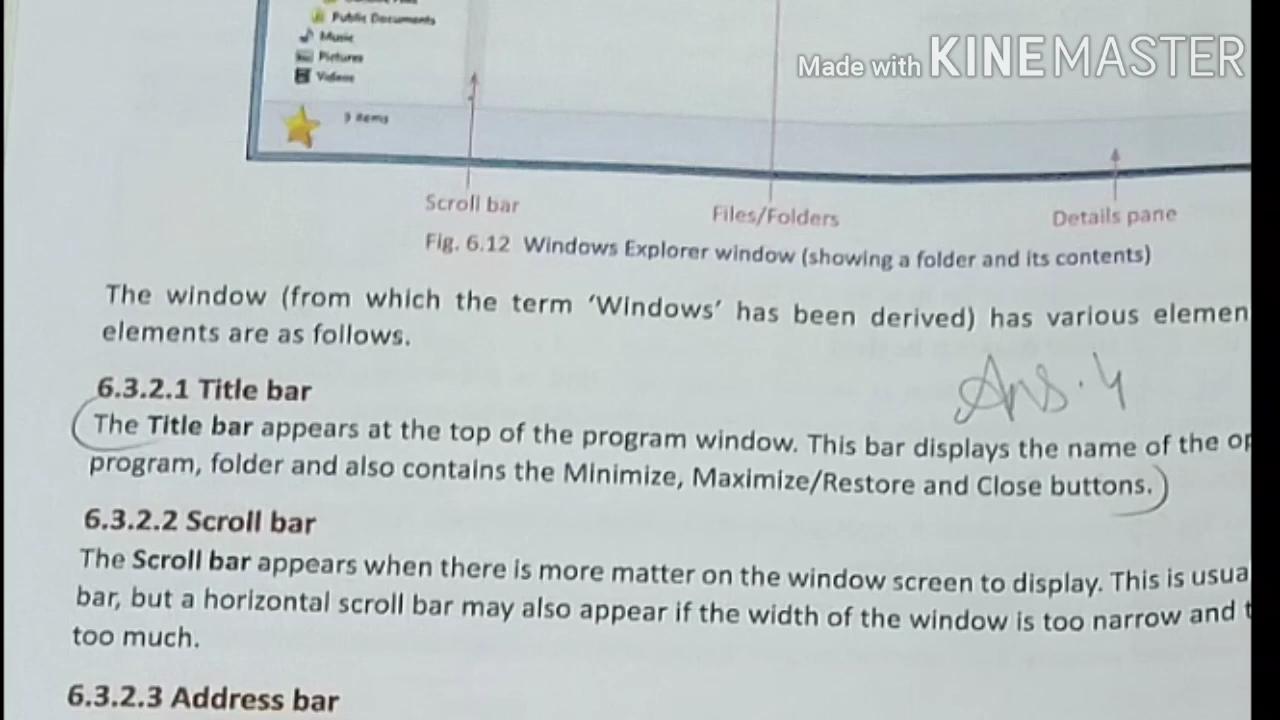 Public Documents
Music
Pictures
Videos
9 items
Made with KINEMASTER
Scroll bar
Files/Folders
Details pane
Fig. 6.12 Windows Explorer window (showing a folder and its contents)
The window (from which the term ‘Windows’ has been derived) has various elemen
elements are as follows.
Ans. 4
6.3.2.1 Title bar
The Title bar appears at the top of the program window. This bar displays the name of the op
program, folder and also contains the Minimize, Maximize/Restore and Close buttons.
6.3.2.2 Scroll bar
The Scroll bar appears when there is more matter on the window screen to display. This is usua
bar, but a horizontal scroll bar may also appear if the width of the window is too narrow and t
too much.
6.3.2.3 Address bar